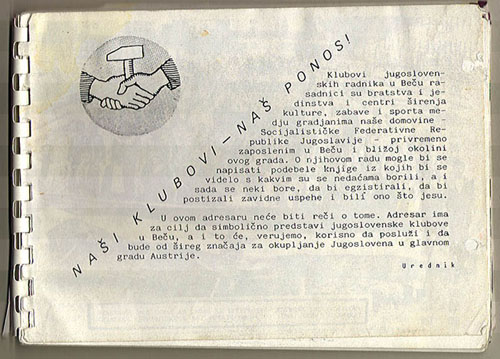 NAŠI KLUBOVI—NAŠ PONOS!
Klubovi jugosloven-
skih radnika u Beču ra-
sadnici su bratstva i je-
dinstva i centri širenja
kulture, zabave i sporta me-
dju gradjanima naše domovine -
Socijalističke Federativne Re-
publike Jugoslavije - privremeno
zaposlenim u Beču i bližoj okolini
ovog grada. O njihovom radu mogle bi se
napisati podebele knjige iz kojih bi se
videlo s kakvim su se nedaćama borili, a i
sada se neki bore, da bi egzistirali, da bi
postizali zavidne uspehe i bili ono što jesu.
U ovom adresaru neće biti reči o tome. Adresar ima
za cilj da simbolično predstavi jugoslovenske klubove
u Beču, a i to će, verujemo, korisno da posluži i da
bude od šireg značaja za okupljanje Jugoslovena u glavnom
gradu Austrije.
Urednik